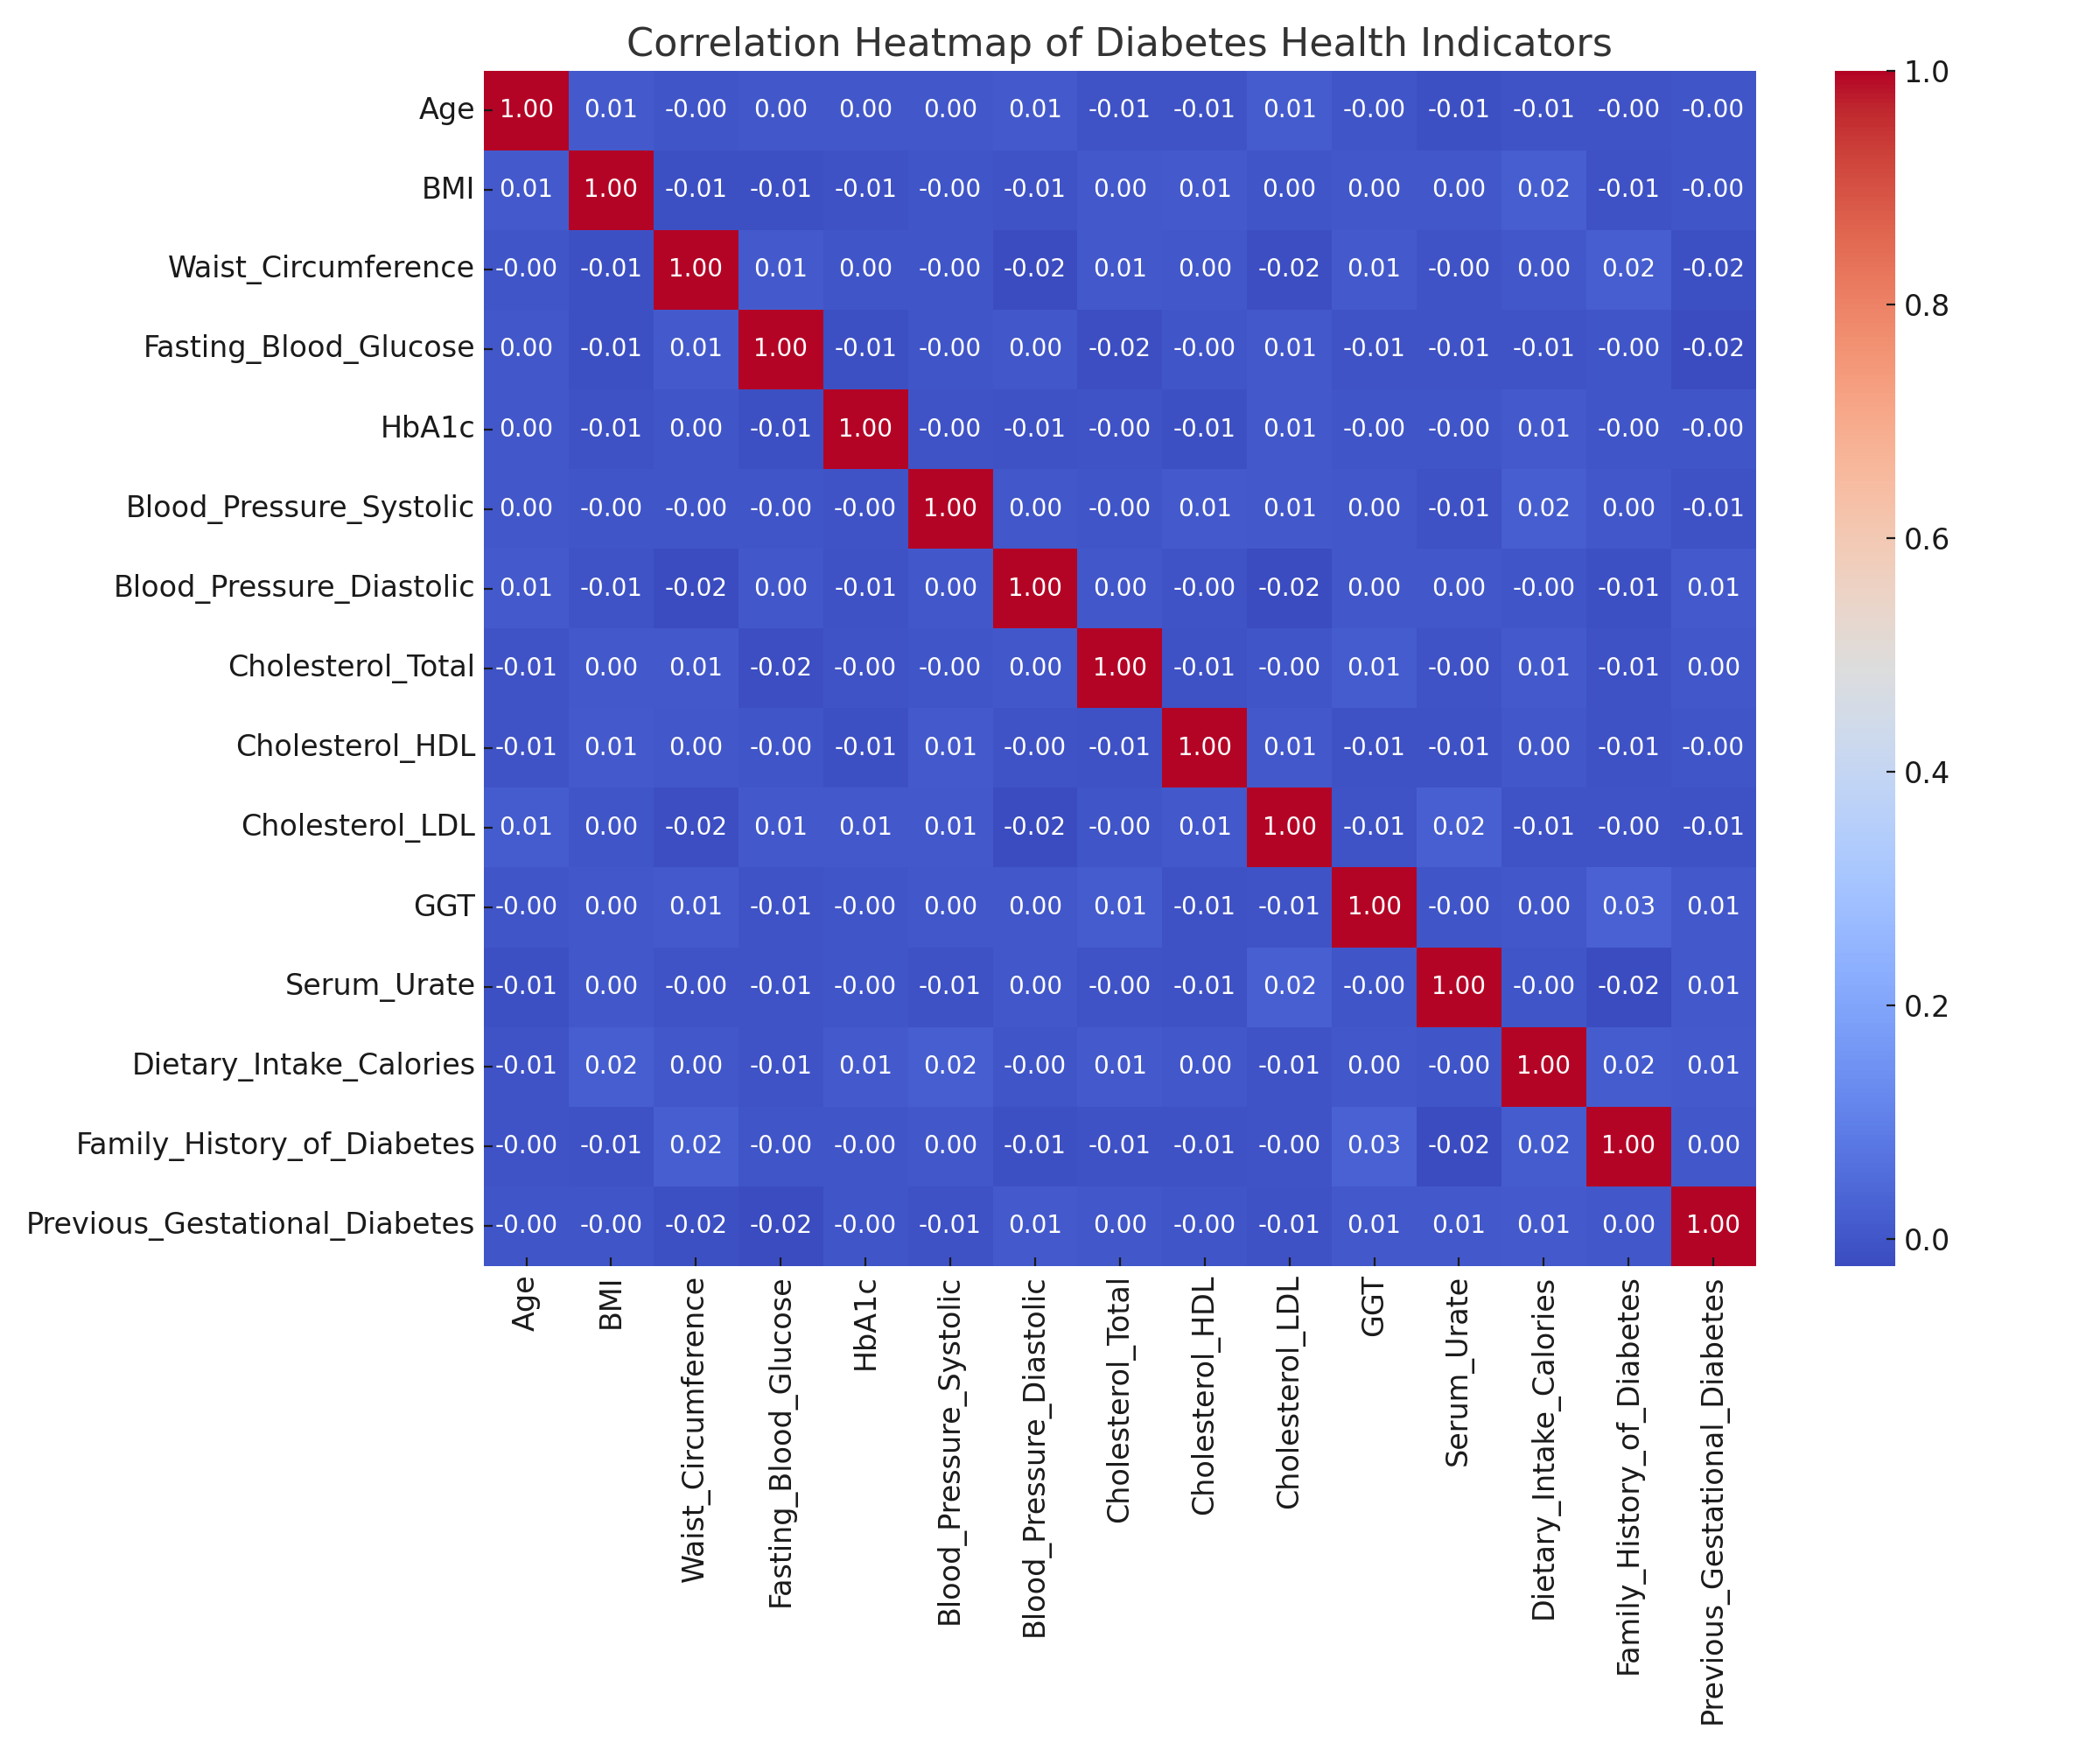 Correlation Heatmap of Diabetes Health Indicators
Age 1.00 0.01 -0.00 0.00 0.00 0.00 0.01 -0.01 -0.01 0.01 -0.00 -0.01 -0.01 -0.00 -0.00
BMI 0.01 1.00 -0.01 -0.01 -0.01 -0.00 -0.01 0.00 0.01 0.00 0.00 0.00 0.02 -0.01 -0.00
Waist_Circumference -0.00 -0.01 1.00 0.01 0.00 -0.00 -0.02 0.01 0.00 -0.02 0.01 -0.00 0.00 0.02 -0.02
Fasting_Blood_Glucose 0.00 -0.01 0.01 1.00 -0.01 -0.00 0.00 -0.02 -0.00 0.01 -0.01 -0.01 -0.01 -0.00 -0.02
HbA1c 0.00 -0.01 0.00 -0.01 1.00 -0.00 -0.01 -0.00 -0.01 0.01 -0.00 -0.00 0.01 -0.00 -0.00
Blood_Pressure_Systolic 0.00 -0.00 -0.00 -0.00 -0.00 1.00 0.00 -0.00 0.01 0.01 0.00 -0.01 0.02 0.00 -0.01
Blood_Pressure_Diastolic 0.01 -0.01 -0.02 0.00 -0.01 0.00 1.00 0.00 -0.00 -0.02 0.00 0.00 -0.00 -0.01 0.01
Cholesterol_Total -0.01 0.00 0.01 -0.02 -0.00 -0.00 0.00 1.00 -0.01 -0.00 0.01 -0.00 0.01 -0.01 0.00
Cholesterol_HDL -0.01 0.01 0.00 -0.00 -0.01 0.01 -0.00 -0.01 1.00 0.01 -0.01 -0.01 0.00 -0.01 -0.00
Cholesterol_LDL 0.01 0.00 -0.02 0.01 0.01 0.01 -0.02 -0.00 0.01 1.00 -0.01 0.02 -0.01 -0.00 -0.01
GGT -0.00 0.00 0.01 -0.01 -0.00 0.00 0.00 0.01 -0.01 -0.01 1.00 -0.00 0.00 0.03 0.01
Serum_Urate -0.01 0.00 -0.00 -0.01 -0.00 -0.01 0.00 -0.00 -0.01 0.02 -0.00 1.00 -0.00 -0.02 0.01
Dietary_Intake_Calories -0.01 0.02 0.00 -0.01 0.01 0.02 -0.00 0.01 0.00 -0.01 0.00 -0.00 1.00 0.02 0.01
Family_History_of_Diabetes -0.00 -0.01 0.02 -0.00 -0.00 0.00 -0.01 -0.01 -0.01 -0.00 0.03 -0.02 0.02 1.00 0.00
Previous_Gestational_Diabetes -0.00 -0.00 -0.02 -0.02 -0.00 -0.01 0.01 0.00 -0.00 -0.01 0.01 0.01 0.01 0.00 1.00
Age
BMI
Waist_Circumference
Fasting_Blood_Glucose
HbA1c
Blood_Pressure_Systolic
Blood_Pressure_Diastolic
Cholesterol_Total
Cholesterol_HDL
Cholesterol_LDL
GGT
Serum_Urate
Dietary_Intake_Calories
Family_History_of_Diabetes
Previous_Gestational_Diabetes
1.0
0.8
0.6
0.4
0.2
0.0